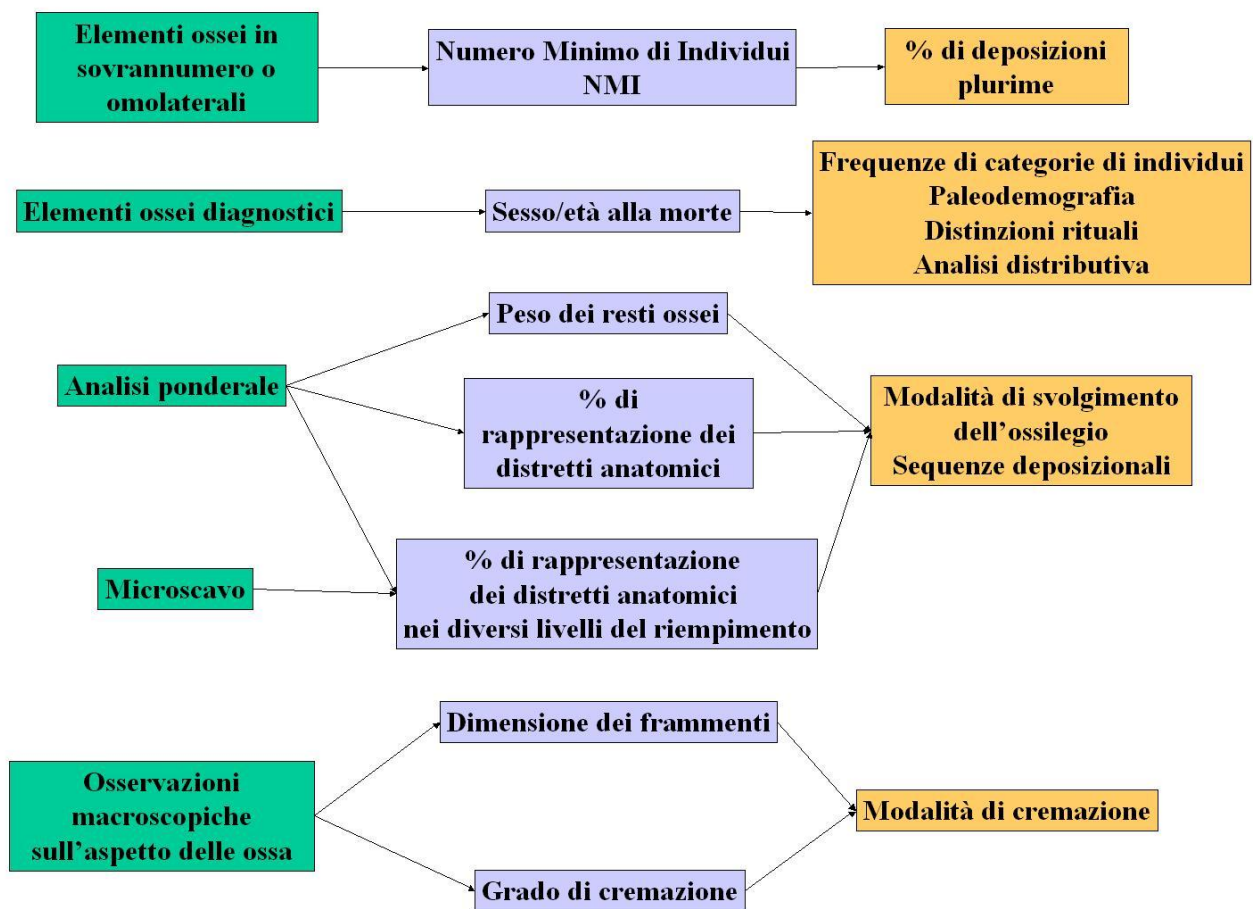 Elementi ossei in
sovrannumero o
omolaterali
Numero Minimo di Individui
NMI
% di deposizioni
plurime
Elementi ossei diagnostici
Sesso/età alla morte
Frequenze di categorie di individui
Paleodemografia
Distinzioni rituali
Analisi distributiva
Analisi ponderale
Peso dei resti ossei
% di
rappresentazione dei
distretti anatomici
Modalità di svolgimento
dell’ossilegio
Sequenze deposizionali
Microscavo
% di rappresentazione
dei distretti anatomici
nei diversi livelli del riempimento
Osservazioni
macroscopiche
sull’aspetto delle ossa
Dimensione dei frammenti
Grado di cremazione
Modalità di cremazione